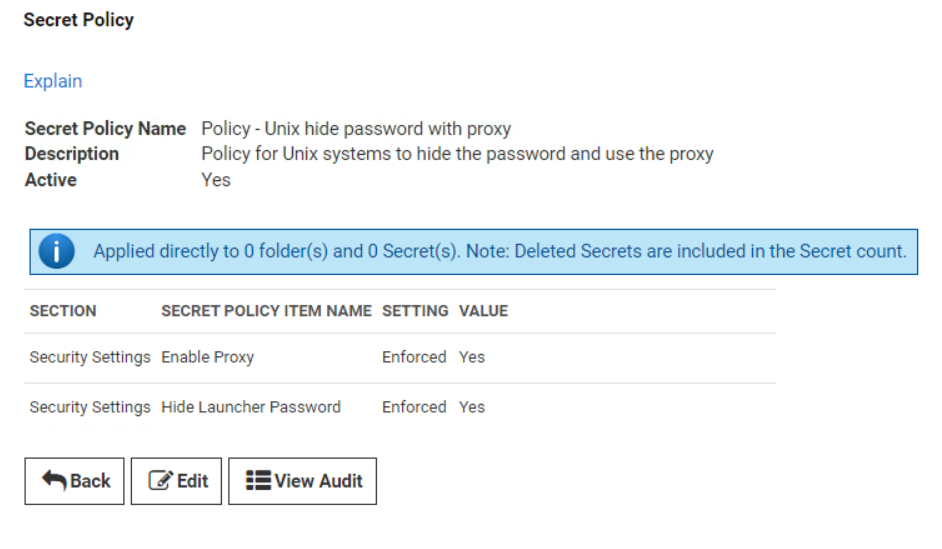 Secret Policy
Explain
Secret Policy Name Policy - Unix hide password with proxy
Description Policy for Unix systems to hide the password and use the proxy
Active Yes
i Applied directly to 0 folder(s) and 0 Secret(s). Note: Deleted Secrets are included in the Secret count.
SECTION SECRET POLICY ITEM NAME SETTING VALUE
Security Settings Enable Proxy Enforced Yes
Security Settings Hide Launcher Password Enforced Yes
Back Edit View Audit